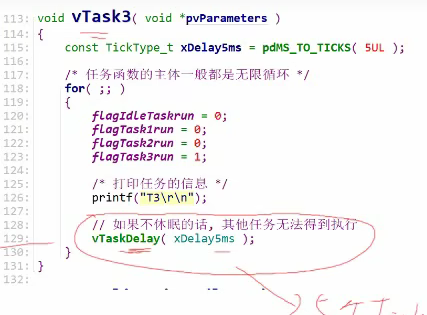 113: void vTask3( void *pvParameters )
114: {
115: const TickType_t xDelay5ms = pdMS_TO_TICKS( 5UL );
116:
117: /* 任务函数的主体一般都是无限循环 */
118: for( ;; )
119: {
120: flagIdleTaskrun = 0;
121: flagTask1run = 0;
122: flagTask2run = 0;
123: flagTask3run = 1;
124:
125: /* 打印任务的信息 */
126: printf("T3\r\n");
127:
128: // 如果不休眠的话, 其他任务无法得到执行
129: vTaskDelay( xDelay5ms );
130: }
131: }
132: